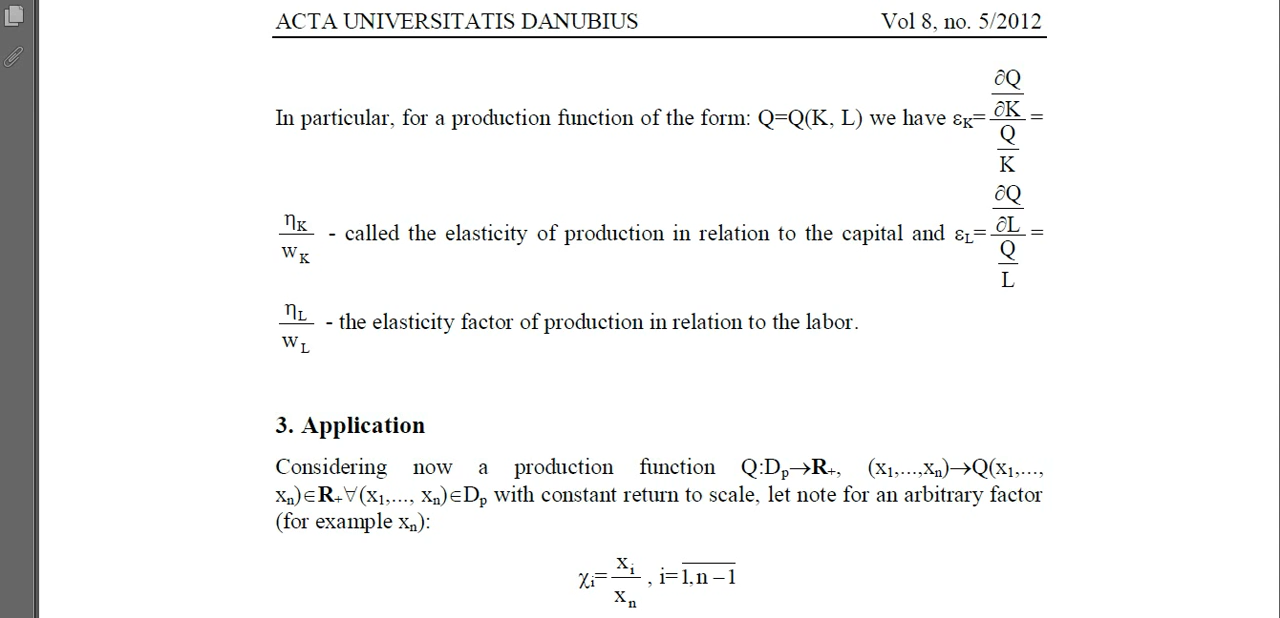 ACTA UNIVERSITATIS DANUBIUS Vol 8, no. 5/2012
In particular, for a production function of the form: Q=Q(K, L) we have εK= ∂Q/∂K / Q/K =
ηK/wK - called the elasticity of production in relation to the capital and εL= ∂Q/∂L / Q/L =
ηL/wL - the elasticity factor of production in relation to the labor.
3. Application
Considering now a production function Q:Dp→R+, (x1,...,xn)→Q(x1,...,
xn)∈R+∀(x1,..., xn)∈Dp with constant return to scale, let note for an arbitrary factor
(for example xn):
χi= xi/xn , i=1,n−1